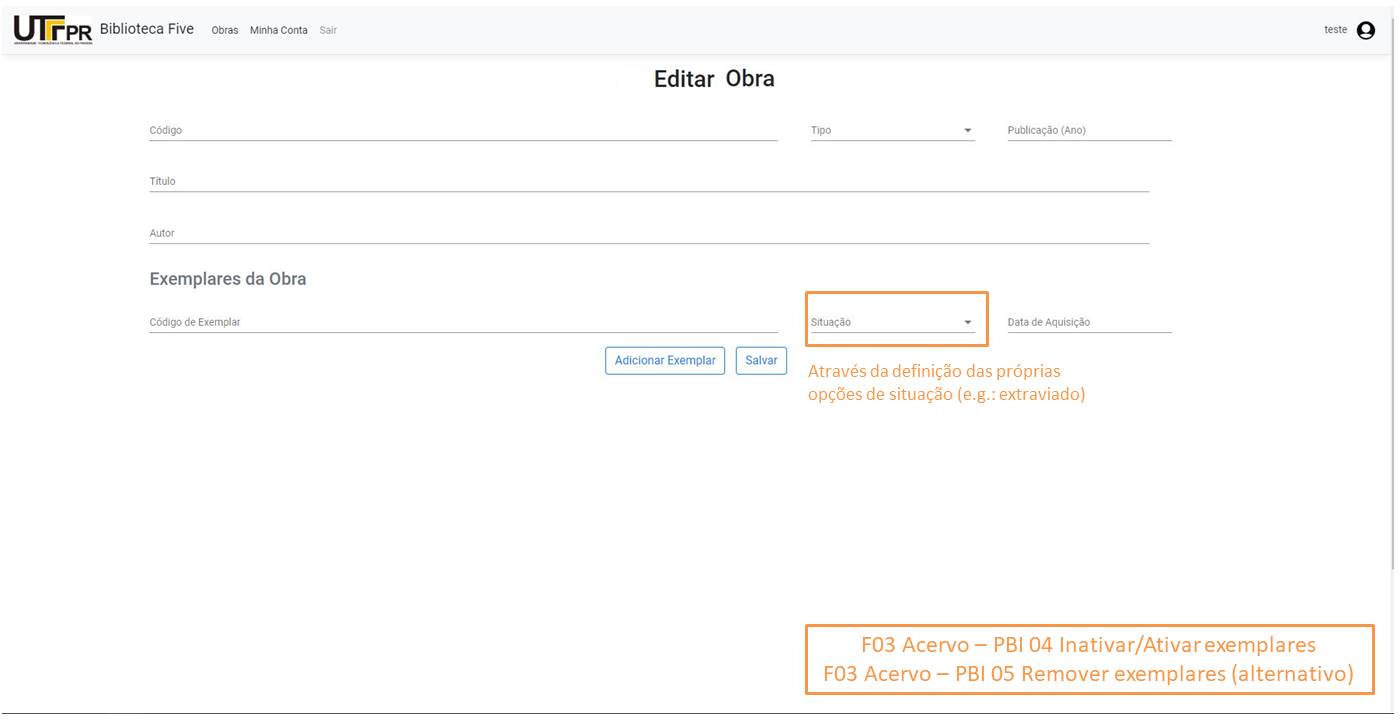 UTFPR Biblioteca Five Obras Minha Conta Sair teste
Editar Obra
Código Tipo Publicação (Ano)
Título
Autor
Exemplares da Obra
Código de Exemplar Situação Data de Aquisição
Adicionar Exemplar Salvar
Através da definição das próprias
opções de situação (e.g.: extraviado)
F03 Acervo – PBI 04 Inativar/Ativar exemplares
F03 Acervo – PBI 05 Remover exemplares (alternativo)